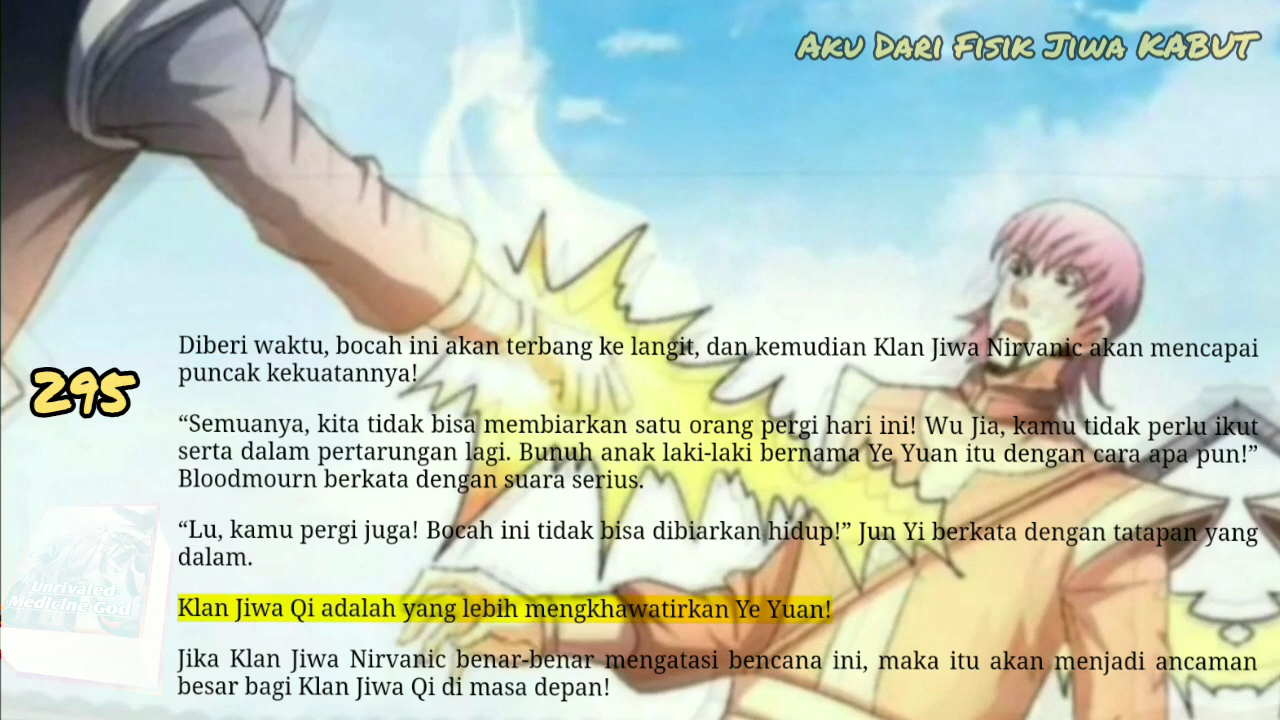 Aku Dari Fisik Jiwa KABUT
Diberi waktu, bocah ini akan terbang ke langit, dan kemudian Klan Jiwa Nirvanic akan mencapai
puncak kekuatannya!
295
“Semuanya, kita tidak bisa membiarkan satu orang pergi hari ini! Wu Jia, kamu tidak perlu ikut
serta dalam pertarungan lagi. Bunuh anak laki-laki bernama Ye Yuan itu dengan cara apa pun!”
Bloodmourn berkata dengan suara serius.
“Lu, kamu pergi juga! Bocah ini tidak bisa dibiarkan hidup!” Jun Yi berkata dengan tatapan yang
dalam.
Unrivaled
Medicine God
Klan Jiwa Qi adalah yang lebih mengkhawatirkan Ye Yuan!
Jika Klan Jiwa Nirvanic benar-benar mengatasi bencana ini, maka itu akan menjadi ancaman
besar bagi Klan Jiwa Qi di masa depan!